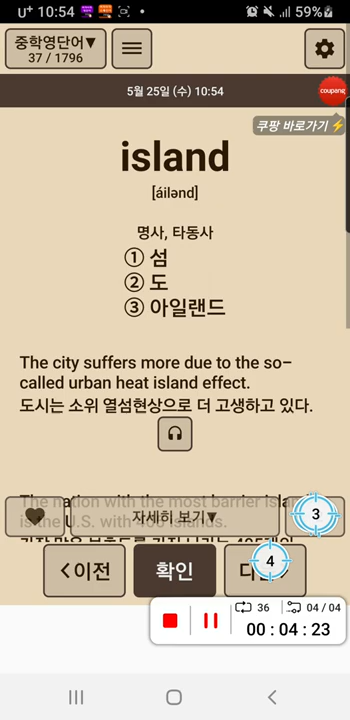 U⁺ 10:54 59%
중학영단어▼
37 / 1796
5월 25일 (수) 10:54
coupang
쿠팡 바로가기⚡
island
[áilənd]
명사, 타동사
① 섬
② 도
③ 아일랜드
The city suffers more due to the so-
called urban heat island effect.
도시는 소위 열섬현상으로 더 고생하고 있다.
The nation with the most barrier
is the U.S. with islands.
자세히 보기▼
3
가장 많은
<이전
확인
4
36 04 / 04
00 : 04 : 23